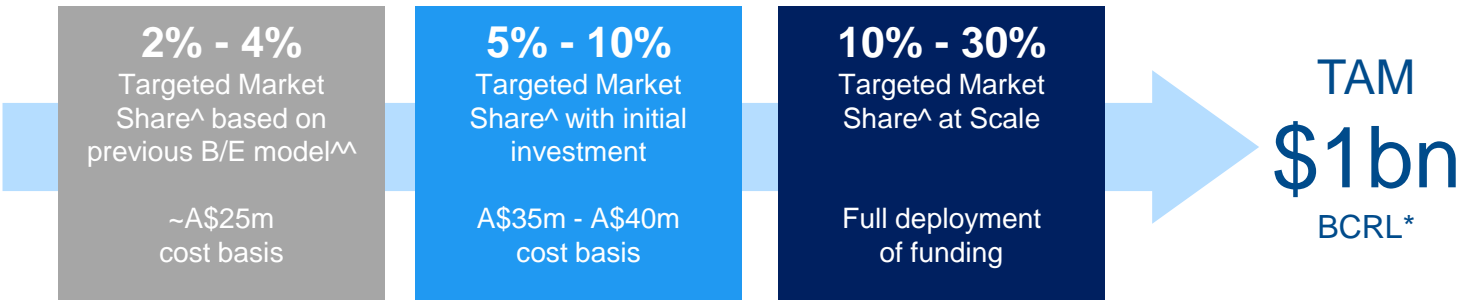 2% - 4%
Targeted Market
Share^ based on
previous B/E model^^
~A$25m
cost basis
5% - 10%
Targeted Market
Share^ with initial
investment
A$35m - A$40m
cost basis
10% - 30%
Targeted Market
Share^ at Scale
Full deployment
of funding
TAM
$1bn
BCRL*